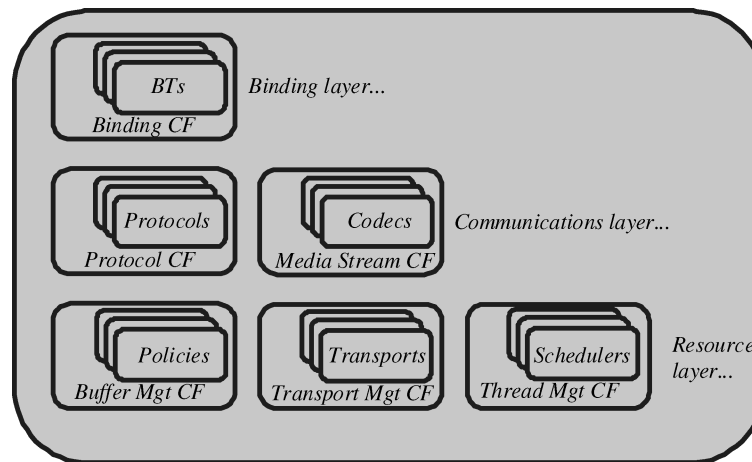 BTs
Binding layer...
Binding CF
Protocols
Codecs
Communications layer...
Protocol CF
Media Stream CF
Policies
Transports
Schedulers
Resource
layer...
Buffer Mgt CF
Transport Mgt CF
Thread Mgt CF